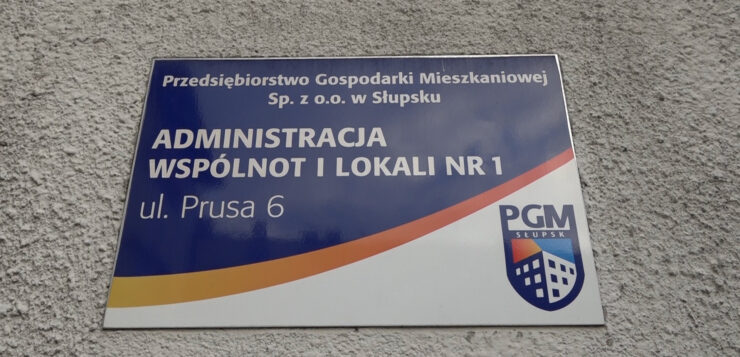 Przedsiębiorstwo Gospodarki Mieszkaniowej
Sp. z o.o. w Słupsku
ADMINISTRACJA
WSPÓLNOT I LOKALI NR 1
ul. Prusa 6
PGM
SŁUPSK